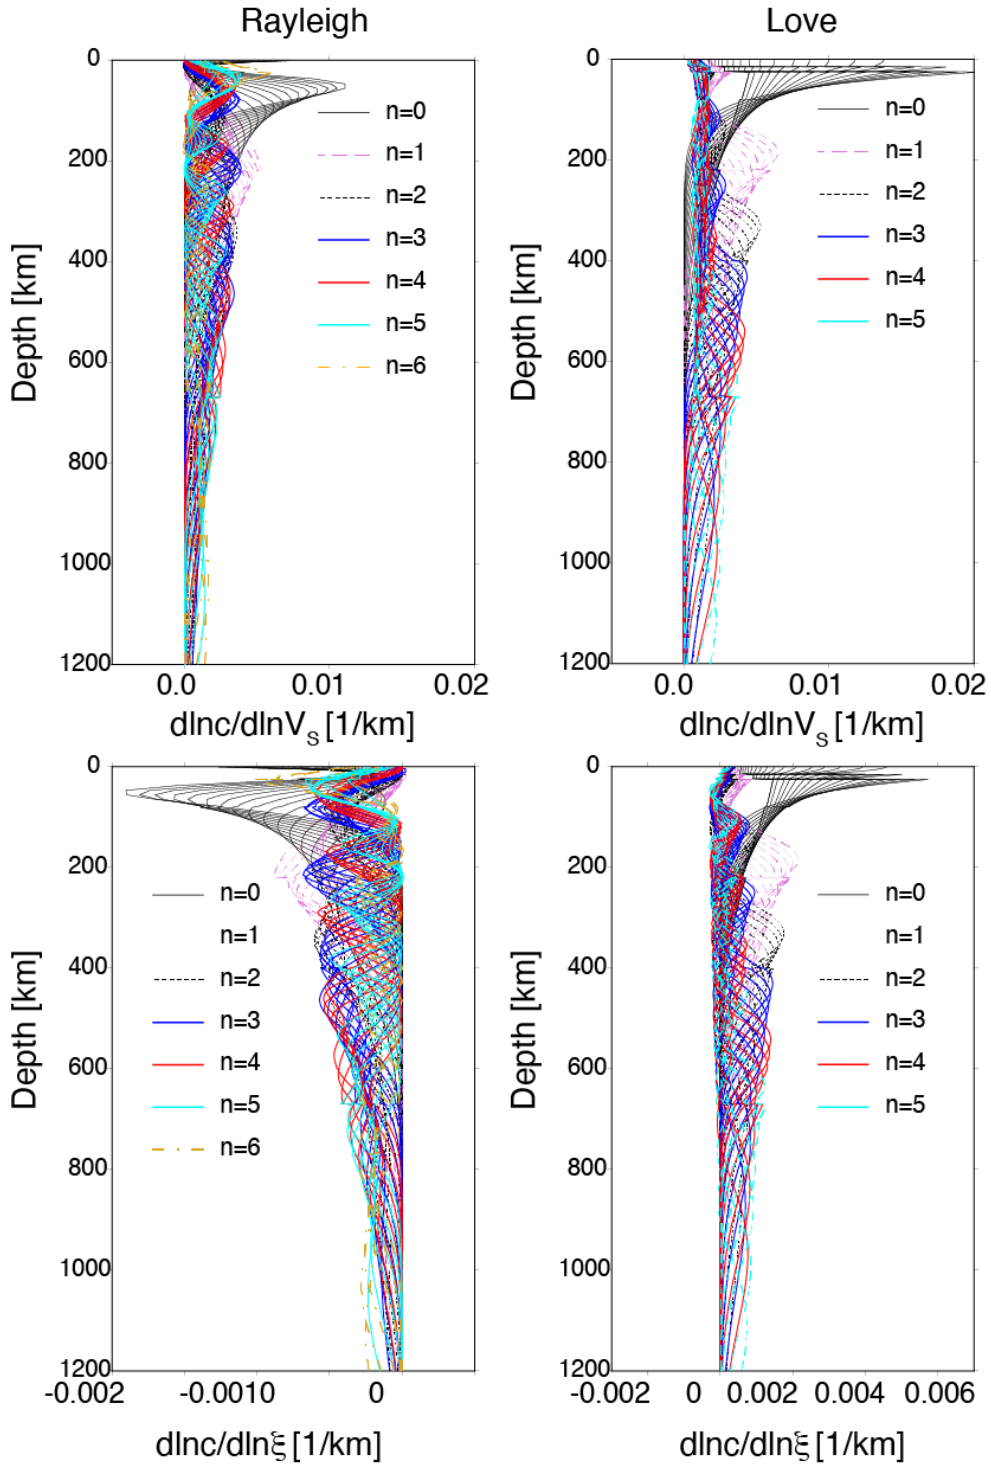 Rayleigh
Love
0
200
400
600
800
1000
1200
Depth [km]
n=0
n=1
n=2
n=3
n=4
n=5
n=6
0.0 0.01 0.02
dlnc/dlnVS [1/km]
0
200
400
600
800
1000
1200
Depth [km]
n=0
n=1
n=2
n=3
n=4
n=5
0.0 0.01 0.02
dlnc/dlnVS [1/km]
0
200
400
600
800
1000
1200
Depth [km]
n=0
n=1
n=2
n=3
n=4
n=5
n=6
-0.002 -0.0010 0
dlnc/dlnξ [1/km]
0
200
400
600
800
1000
1200
Depth [km]
n=0
n=1
n=2
n=3
n=4
n=5
-0.002 0 0.002 0.004 0.006
dlnc/dlnξ [1/km]